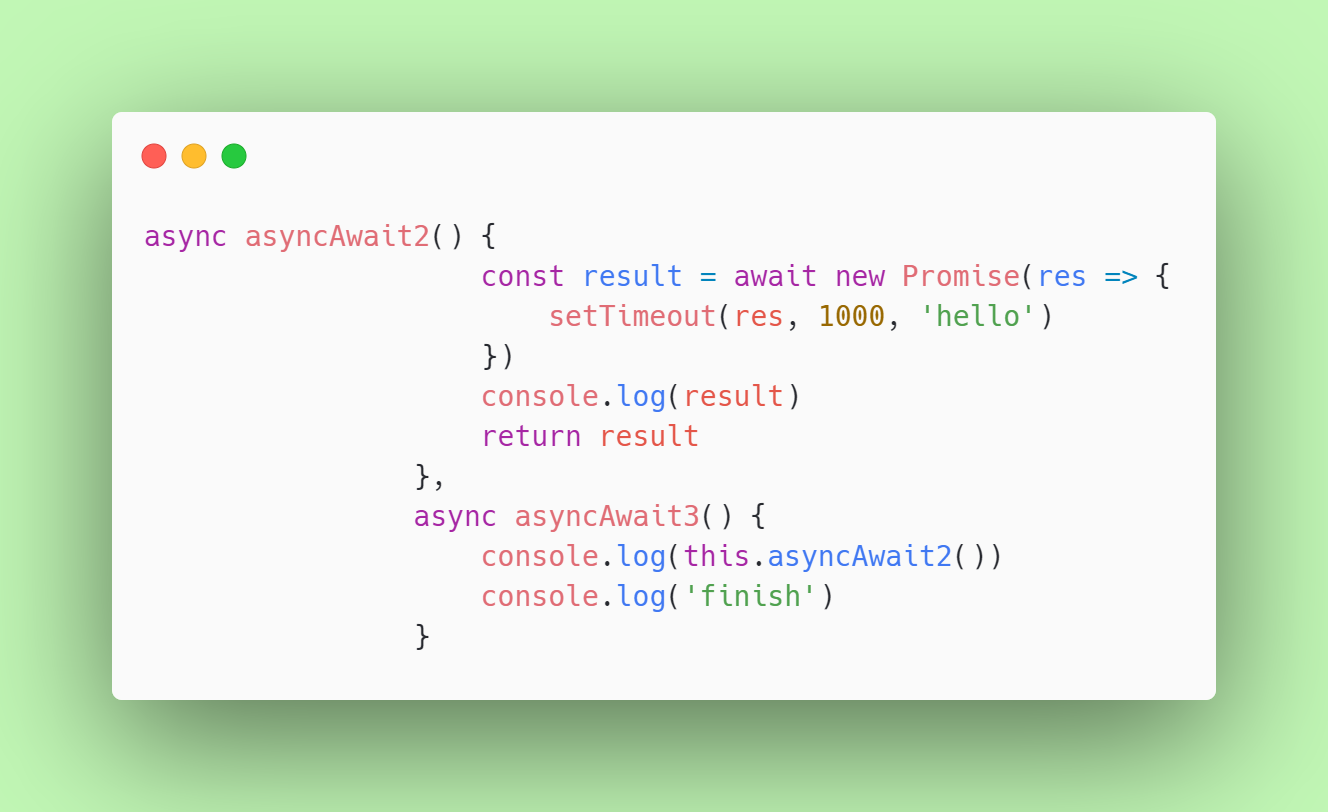 async asyncAwait2() {
                    const result = await new Promise(res => {
                        setTimeout(res, 1000, 'hello')
                    })
                    console.log(result)
                    return result
                },
                async asyncAwait3() {
                    console.log(this.asyncAwait2())
                    console.log('finish')
                }